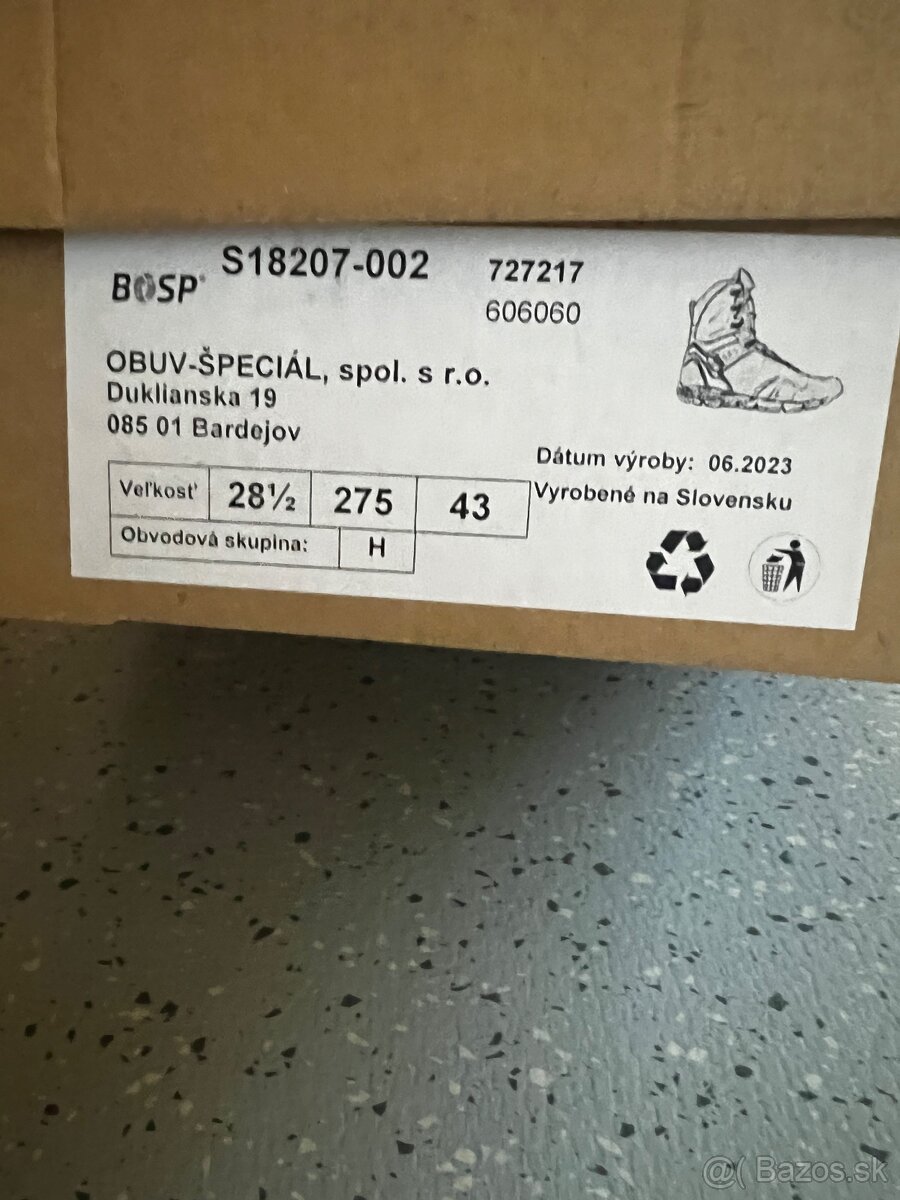 BOSP® S18207-002 727217
606060
OBUV-ŠPECIÁL, spol. s r.o.
Duklianska 19
085 01 Bardejov
Dátum výroby: 06.2023
Vyrobené na Slovensku
Veľkosť 28½ 275 43
Obvodová skupina: H
@( Bazos.sk